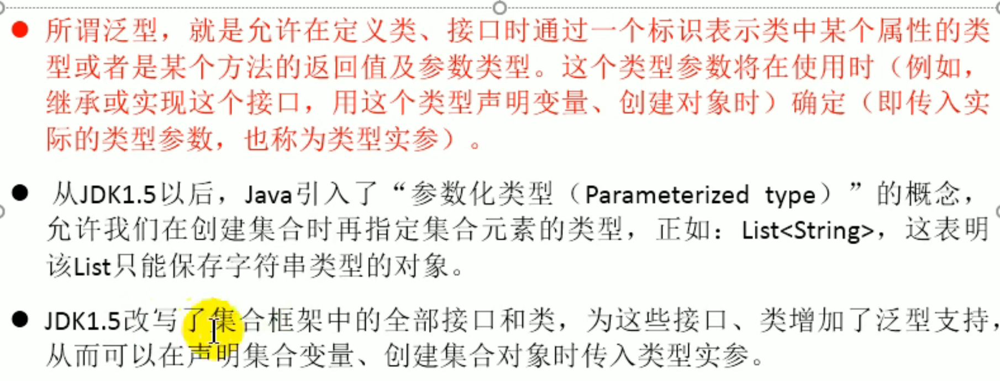 ● 所谓泛型，就是允许在定义类、接口时通过一个标识表示类中某个属性的类
型或者是某个方法的返回值及参数类型。这个类型参数将在使用时（例如，
继承或实现这个接口，用这个类型声明变量、创建对象时）确定（即传入实
际的类型参数，也称为类型实参）。
● 从JDK1.5以后，Java引入了“参数化类型（Parameterized type）”的概念，
允许我们在创建集合时再指定集合元素的类型，正如：List<String>，这表明
该List只能保存字符串类型的对象。
● JDK1.5改写了集合框架中的全部接口和类，为这些接口、类增加了泛型支持，
从而可以在声明集合变量、创建集合对象时传入类型实参。